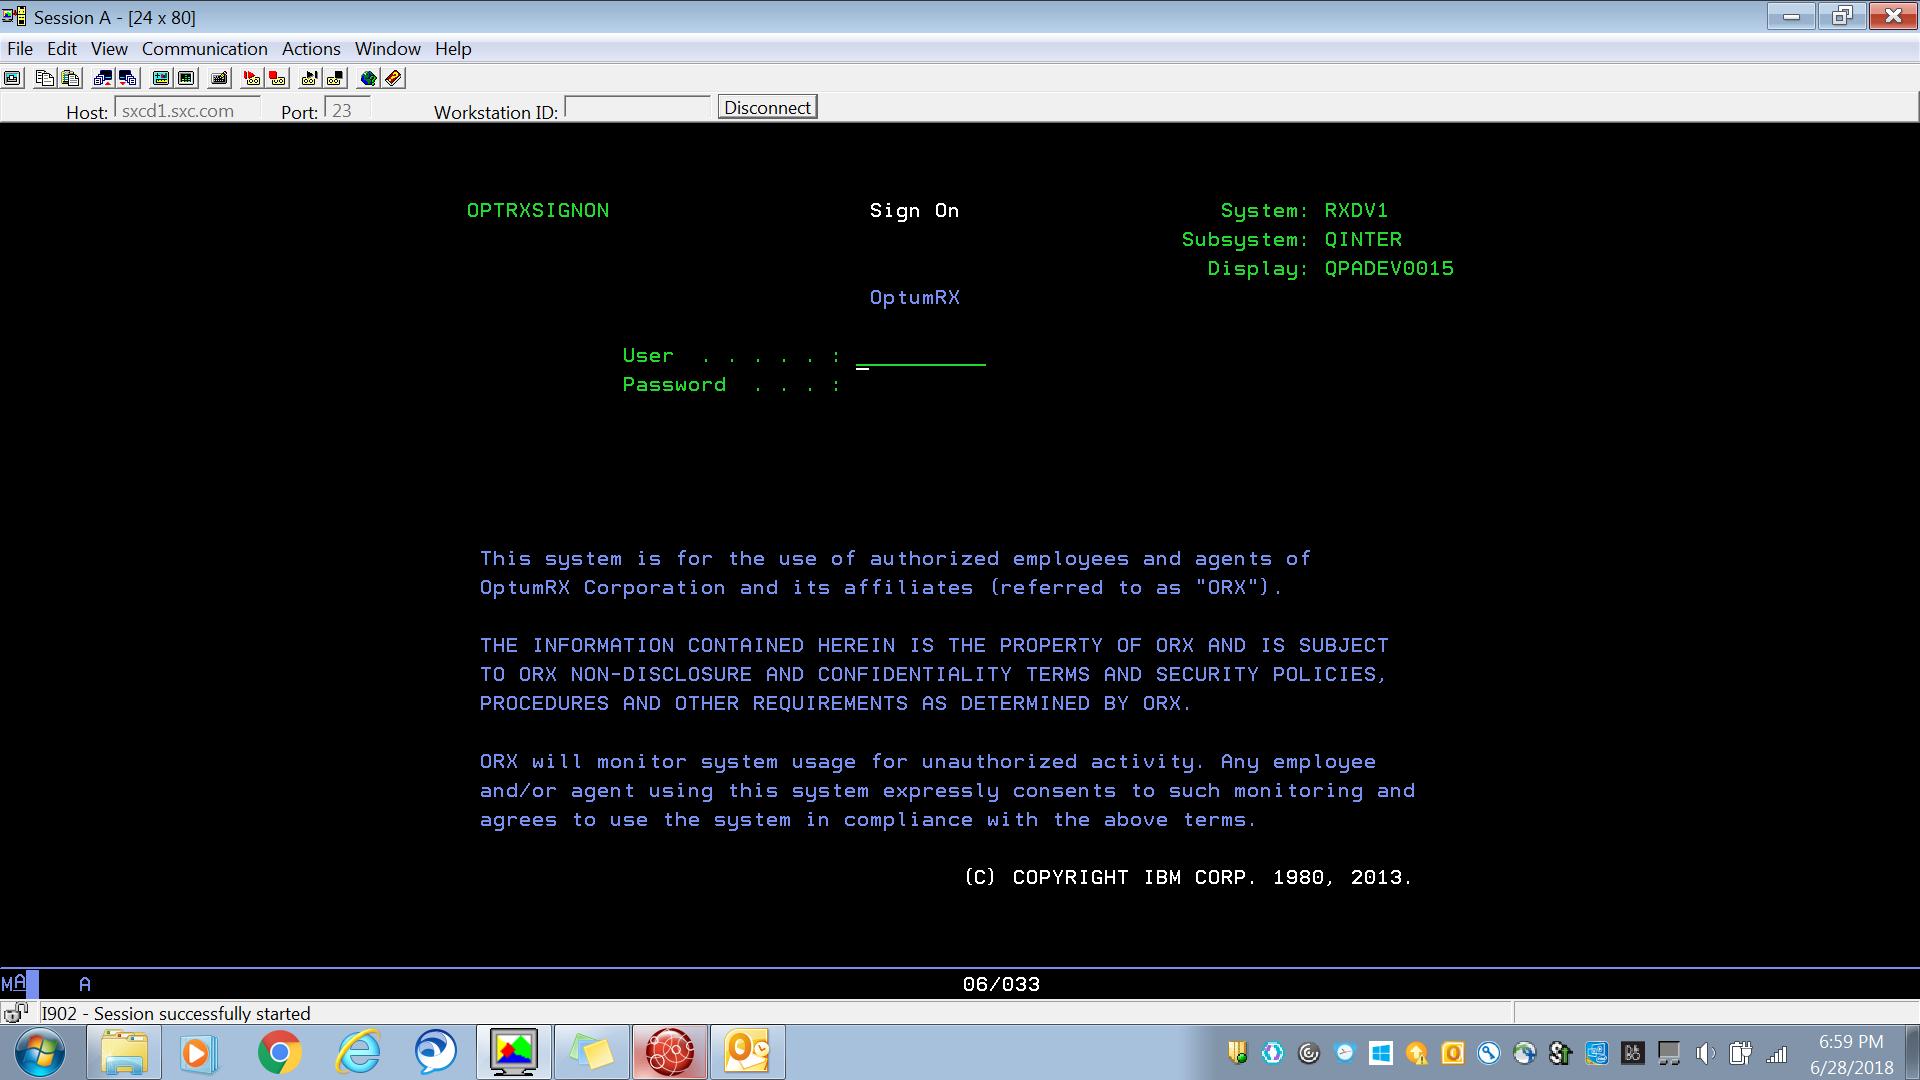 Session A - [24 x 80]
File Edit View Communication Actions Window Help
Host: sxcd1.sxc.com Port: 23 Workstation ID: Disconnect
OPTRXSIGNON Sign On System: RXDV1
Subsystem: QINTER
Display: QPADEV0015
OptumRX
User . . . . . :
Password . . . :
This system is for the use of authorized employees and agents of
OptumRX Corporation and its affiliates (referred to as "ORX").
THE INFORMATION CONTAINED HEREIN IS THE PROPERTY OF ORX AND IS SUBJECT
TO ORX NON-DISCLOSURE AND CONFIDENTIALITY TERMS AND SECURITY POLICIES,
PROCEDURES AND OTHER REQUIREMENTS AS DETERMINED BY ORX.
ORX will monitor system usage for unauthorized activity. Any employee
and/or agent using this system expressly consents to such monitoring and
agrees to use the system in compliance with the above terms.
(C) COPYRIGHT IBM CORP. 1980, 2013.
MA A 06/033
I902 - Session successfully started
6:59 PM
6/28/2018